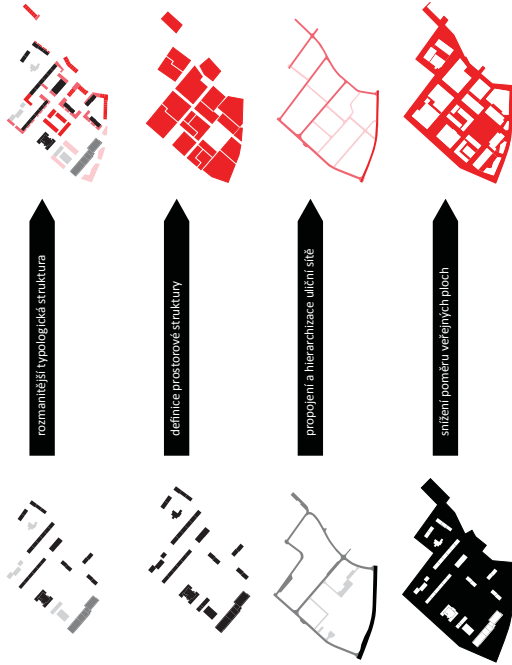 rozmanitější typologická struktura
definice prostorové struktury
propojení a hierarchizace uliční sítě
snížení poměru veřejných ploch